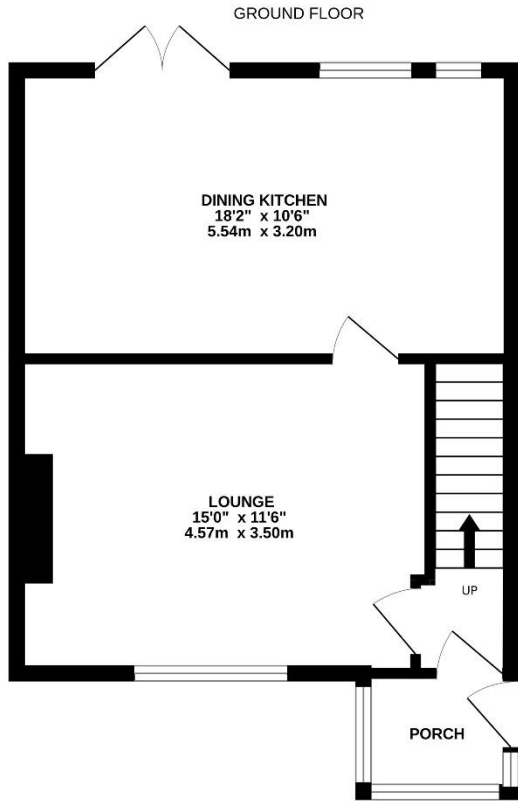 GROUND FLOOR
DINING KITCHEN
18'2" x 10'6"
5.54m x 3.20m
LOUNGE
15'0" x 11'6"
4.57m x 3.50m
UP
PORCH